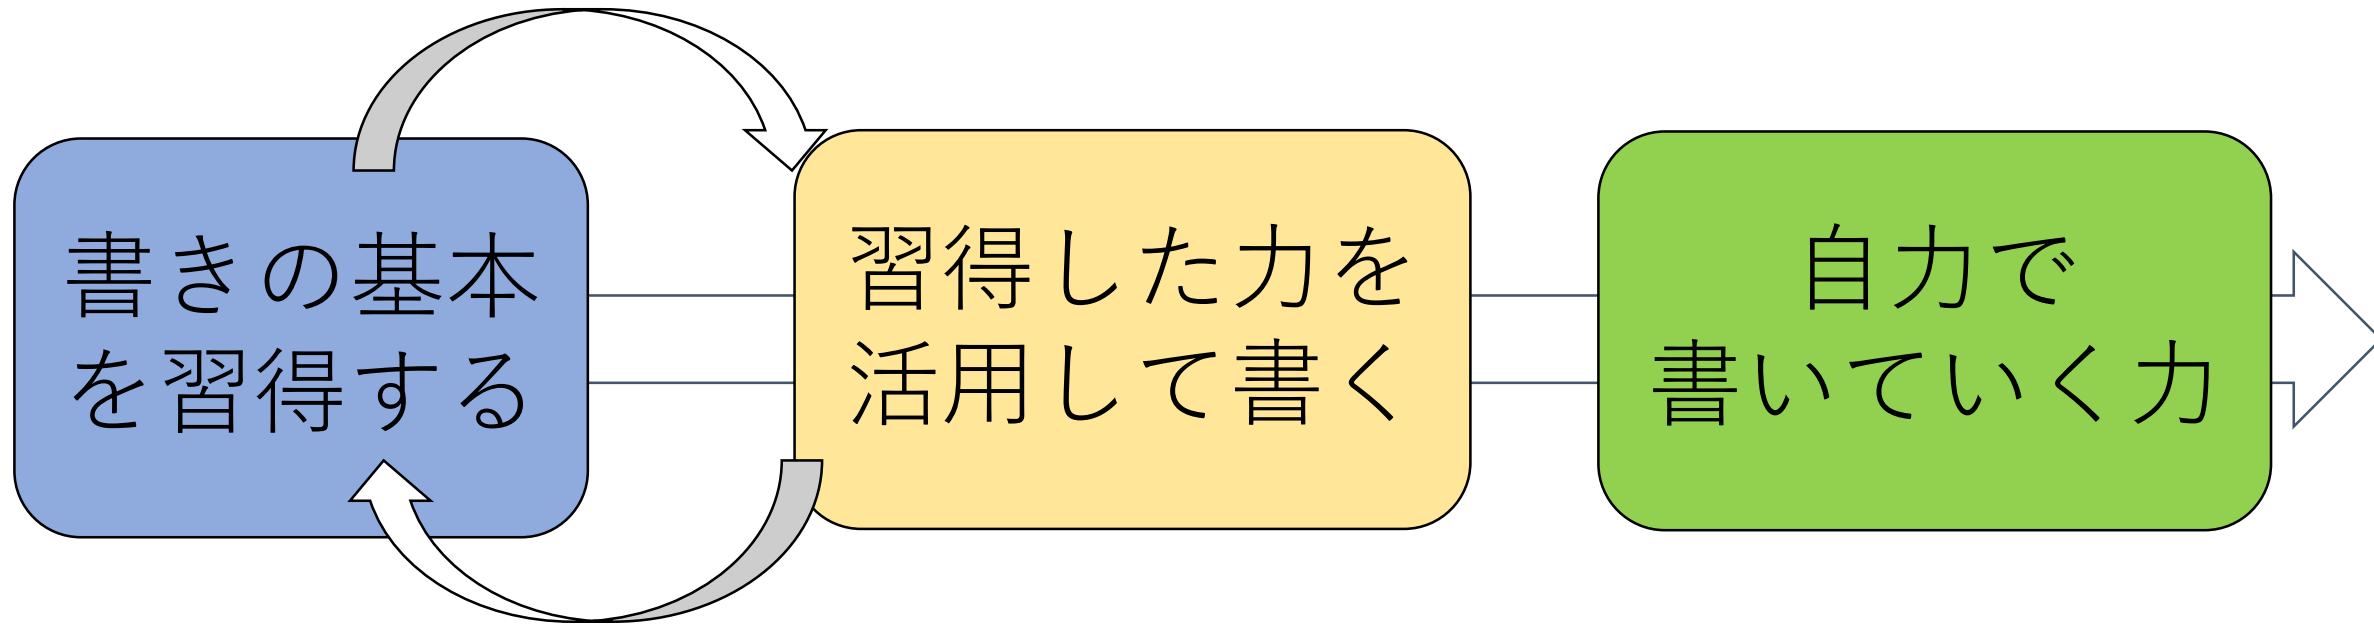 書きの基本
を習得する
習得した力を
活用して書く
自力で
書いていく力